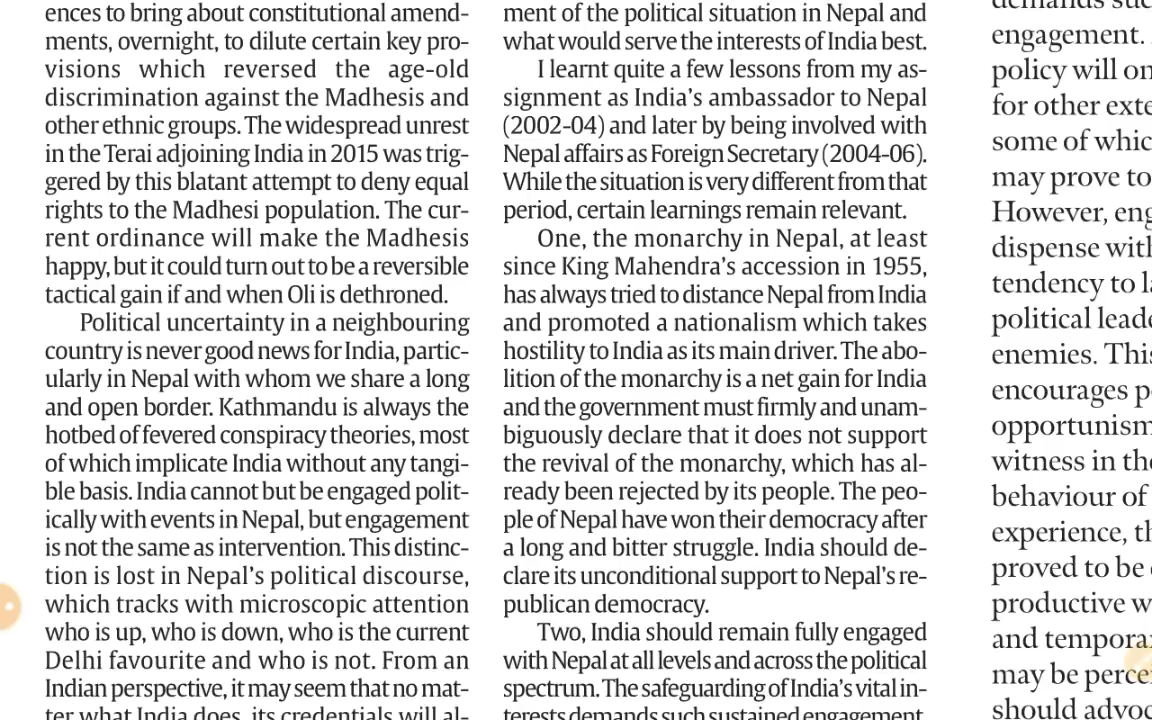 ences to bring about constitutional amend-
ments, overnight, to dilute certain key pro-
visions which reversed the age-old
discrimination against the Madhesis and
other ethnic groups. The widespread unrest
in the Terai adjoining India in 2015 was trig-
gered by this blatant attempt to deny equal
rights to the Madhesi population. The cur-
rent ordinance will make the Madhesis
happy, but it could turn out to be a reversible
tactical gain if and when Oli is dethroned.
Political uncertainty in a neighbouring
country is never good news for India, partic-
ularly in Nepal with whom we share a long
and open border. Kathmandu is always the
hotbed of fevered conspiracy theories, most
of which implicate India without any tangi-
ble basis. India cannot but be engaged polit-
ically with events in Nepal, but engagement
is not the same as intervention. This distinc-
tion is lost in Nepal's political discourse,
which tracks with microscopic attention
who is up, who is down, who is the current
Delhi favourite and who is not. From an
Indian perspective, it may seem that no mat-
ter what India does, its credentials will al-
ment of the political situation in Nepal and
what would serve the interests of India best.
I learnt quite a few lessons from my as-
signment as India's ambassador to Nepal
(2002-04) and later by being involved with
Nepal affairs as Foreign Secretary (2004-06).
While the situation is very different from that
period, certain learnings remain relevant.
One, the monarchy in Nepal, at least
since King Mahendra's accession in 1955,
has always tried to distance Nepal from India
and promoted a nationalism which takes
hostility to India as its main driver. The abo-
lition of the monarchy is a net gain for India
and the government must firmly and unam-
biguously declare that it does not support
the revival of the monarchy, which has al-
ready been rejected by its people. The peo-
ple of Nepal have won their democracy after
a long and bitter struggle. India should de-
clare its unconditional support to Nepal's re-
publican democracy.
Two, India should remain fully engaged
with Nepal at all levels and across the political
spectrum. The safeguarding of India's vital in-
terests demands such sustained engagement.
demands suc
engagement.
policy will on
for other exte
some of whic
may prove to
However, eng
dispense with
tendency to la
political leade
enemies. This
encourages p
opportunism
witness in the
behaviour of
experience, th
proved to be
productive w
and tempora
may be perce
should advoc